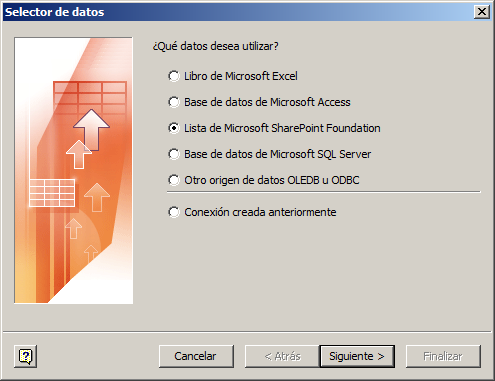 Selector de datos
¿Qué datos desea utilizar?
Libro de Microsoft Excel
Base de datos de Microsoft Access
Lista de Microsoft SharePoint Foundation
Base de datos de Microsoft SQL Server
Otro origen de datos OLEDB u ODBC
Conexión creada anteriormente
? Cancelar < Atrás Siguiente > Finalizar